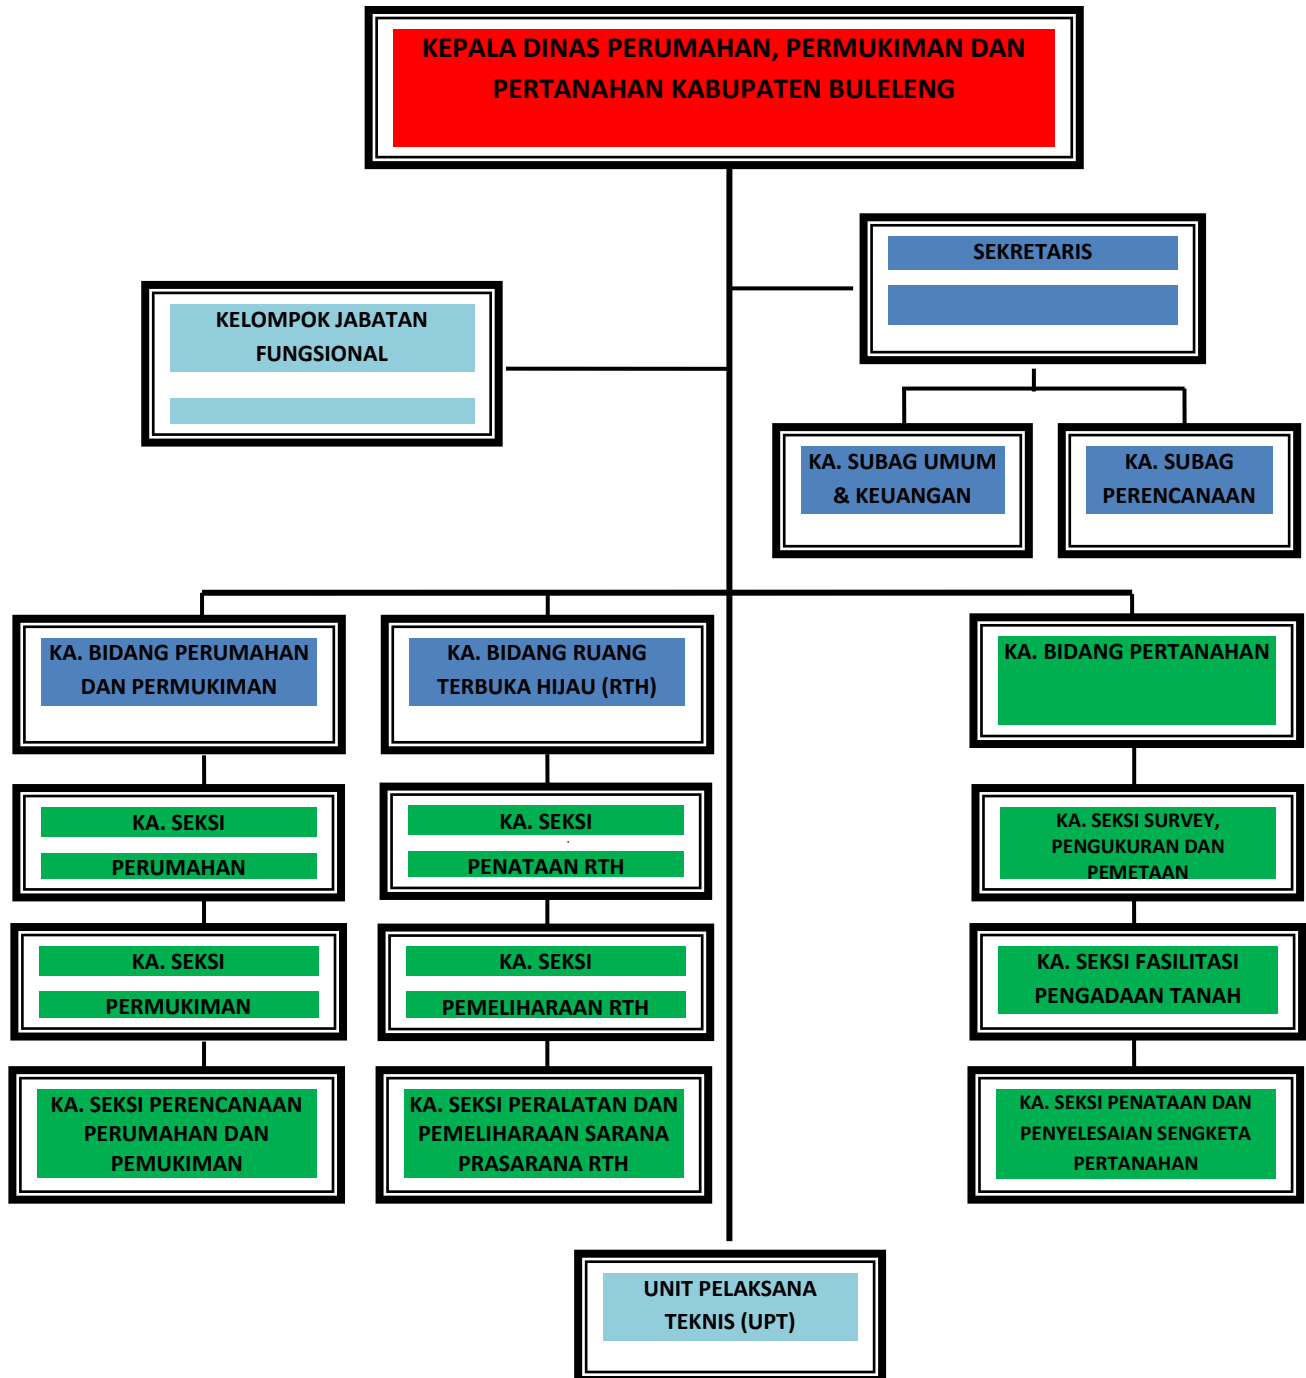 KEPALA DINAS PERUMAHAN, PERMUKIMAN DAN
PERTANAHAN KABUPATEN BULELENG
SEKRETARIS
KELOMPOK JABATAN
FUNGSIONAL
KA. SUBAG UMUM
& KEUANGAN
KA. SUBAG
PERENCANAAN
KA. BIDANG PERUMAHAN
DAN PERMUKIMAN
KA. BIDANG RUANG
TERBUKA HIJAU (RTH)
KA. BIDANG PERTANAHAN
KA. SEKSI
PERUMAHAN
KA. SEKSI
PENATAAN RTH
KA. SEKSI SURVEY,
PENGUKURAN DAN
PEMETAAN
KA. SEKSI
PERMUKIMAN
KA. SEKSI
PEMELIHARAAN RTH
KA. SEKSI FASILITASI
PENGADAAN TANAH
KA. SEKSI PERENCANAAN
PERUMAHAN DAN
PEMUKIMAN
KA. SEKSI PERALATAN DAN
PEMELIHARAAN SARANA
PRASARANA RTH
KA. SEKSI PENATAAN DAN
PENYELESAIAN SENGKETA
PERTANAHAN
UNIT PELAKSANA
TEKNIS (UPT)